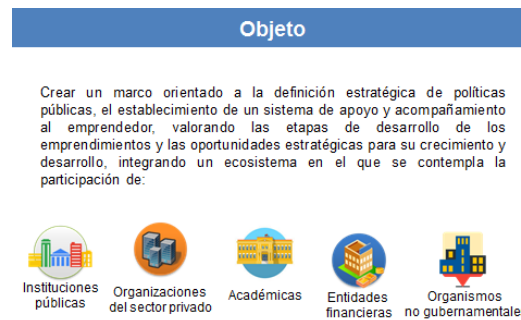 Objeto
Crear un marco orientado a la definición estratégica de políticas
públicas, el establecimiento de un sistema de apoyo y acompañamiento
al emprendedor, valorando las etapas de desarrollo de los
emprendimientos y las oportunidades estratégicas para su crecimiento y
desarrollo, integrando un ecosistema en el que se contempla la
participación de:
Instituciones
públicas
Organizaciones
del sector privado
Académicas
Entidades
financieras
Organismos
no gubernamentale